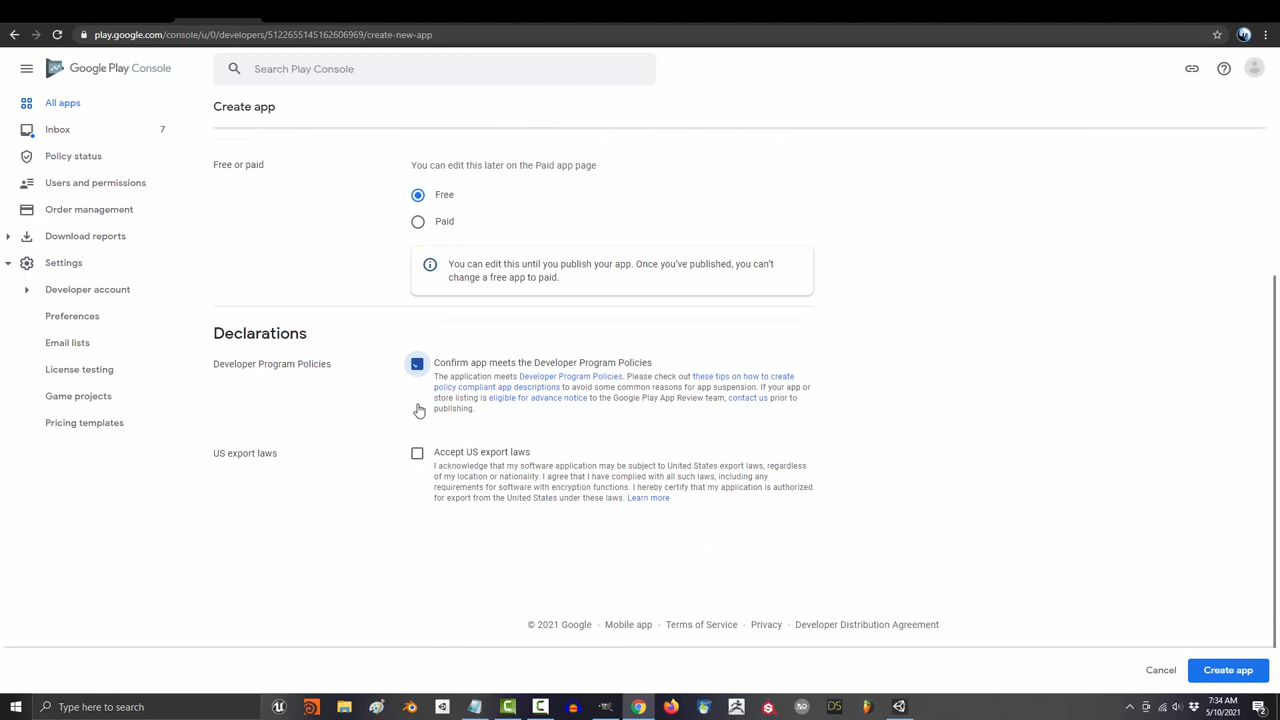 play.google.com/console/u/0/developers/5122655145162606969/create-new-app
Google Play Console
Search Play Console
All apps
Inbox 7
Policy status
Users and permissions
Order management
Download reports
Settings
Developer account
Preferences
Email lists
License testing
Game projects
Pricing templates
Create app
Free or paid
You can edit this later on the Paid app page
Free
Paid
You can edit this until you publish your app. Once you've published, you can't
change a free app to paid.
Declarations
Developer Program Policies
Confirm app meets the Developer Program Policies
The application meets Developer Program Policies. Please check out these tips on how to create
policy compliant app descriptions to avoid some common reasons for app suspension. If your app or
store listing is eligible for advance notice to the Google Play App Review team, contact us prior to
publishing.
US export laws
Accept US export laws
I acknowledge that my software application may be subject to United States export laws, regardless
of my location or nationality. I agree that I have complied with all such laws, including any
requirements for software with encryption functions. I hereby certify that my application is authorized
for export from the United States under these laws. Learn more
© 2021 Google • Mobile app • Terms of Service • Privacy • Developer Distribution Agreement
Cancel
Create app
Type here to search
7:34 AM
5/10/2021
2